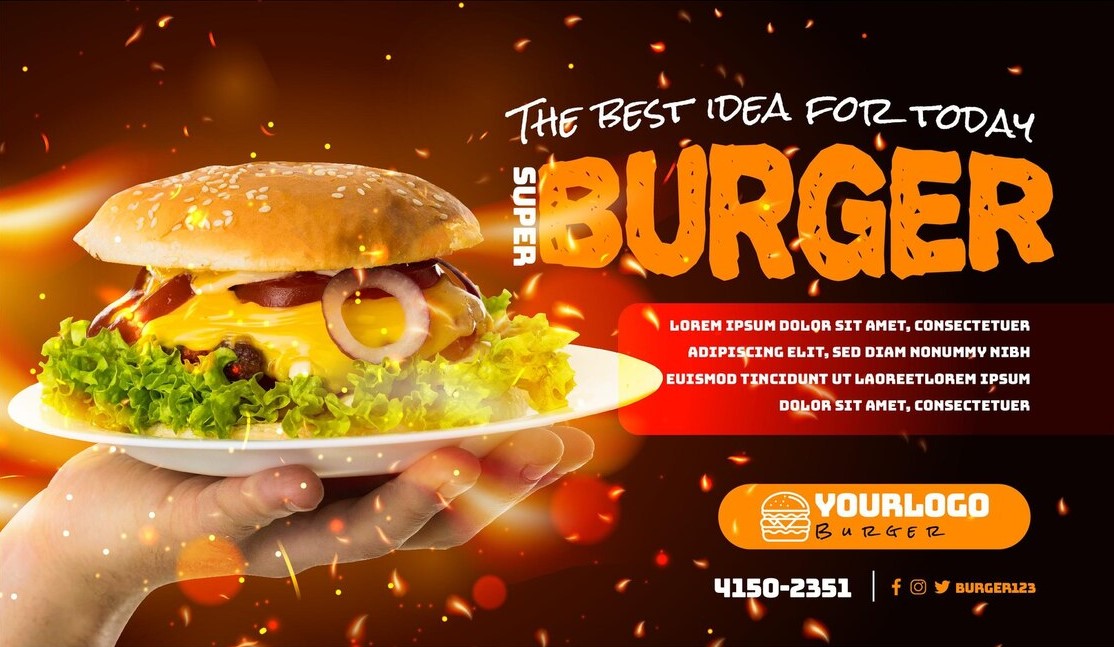 THE BEST IDEA FOR TODAY
SUPER
BURGER
LOREM IPSUM DOLOR SIT AMET, CONSECTETUER
ADIPISCING ELIT, SED DIAM NONUMMY NIBH
EUISMOD TINCIDUNT UT LAOREETLOREM IPSUM
DOLOR SIT AMET, CONSECTETUER
YOURLOGO
BURGER
4150-2351
BURGER123